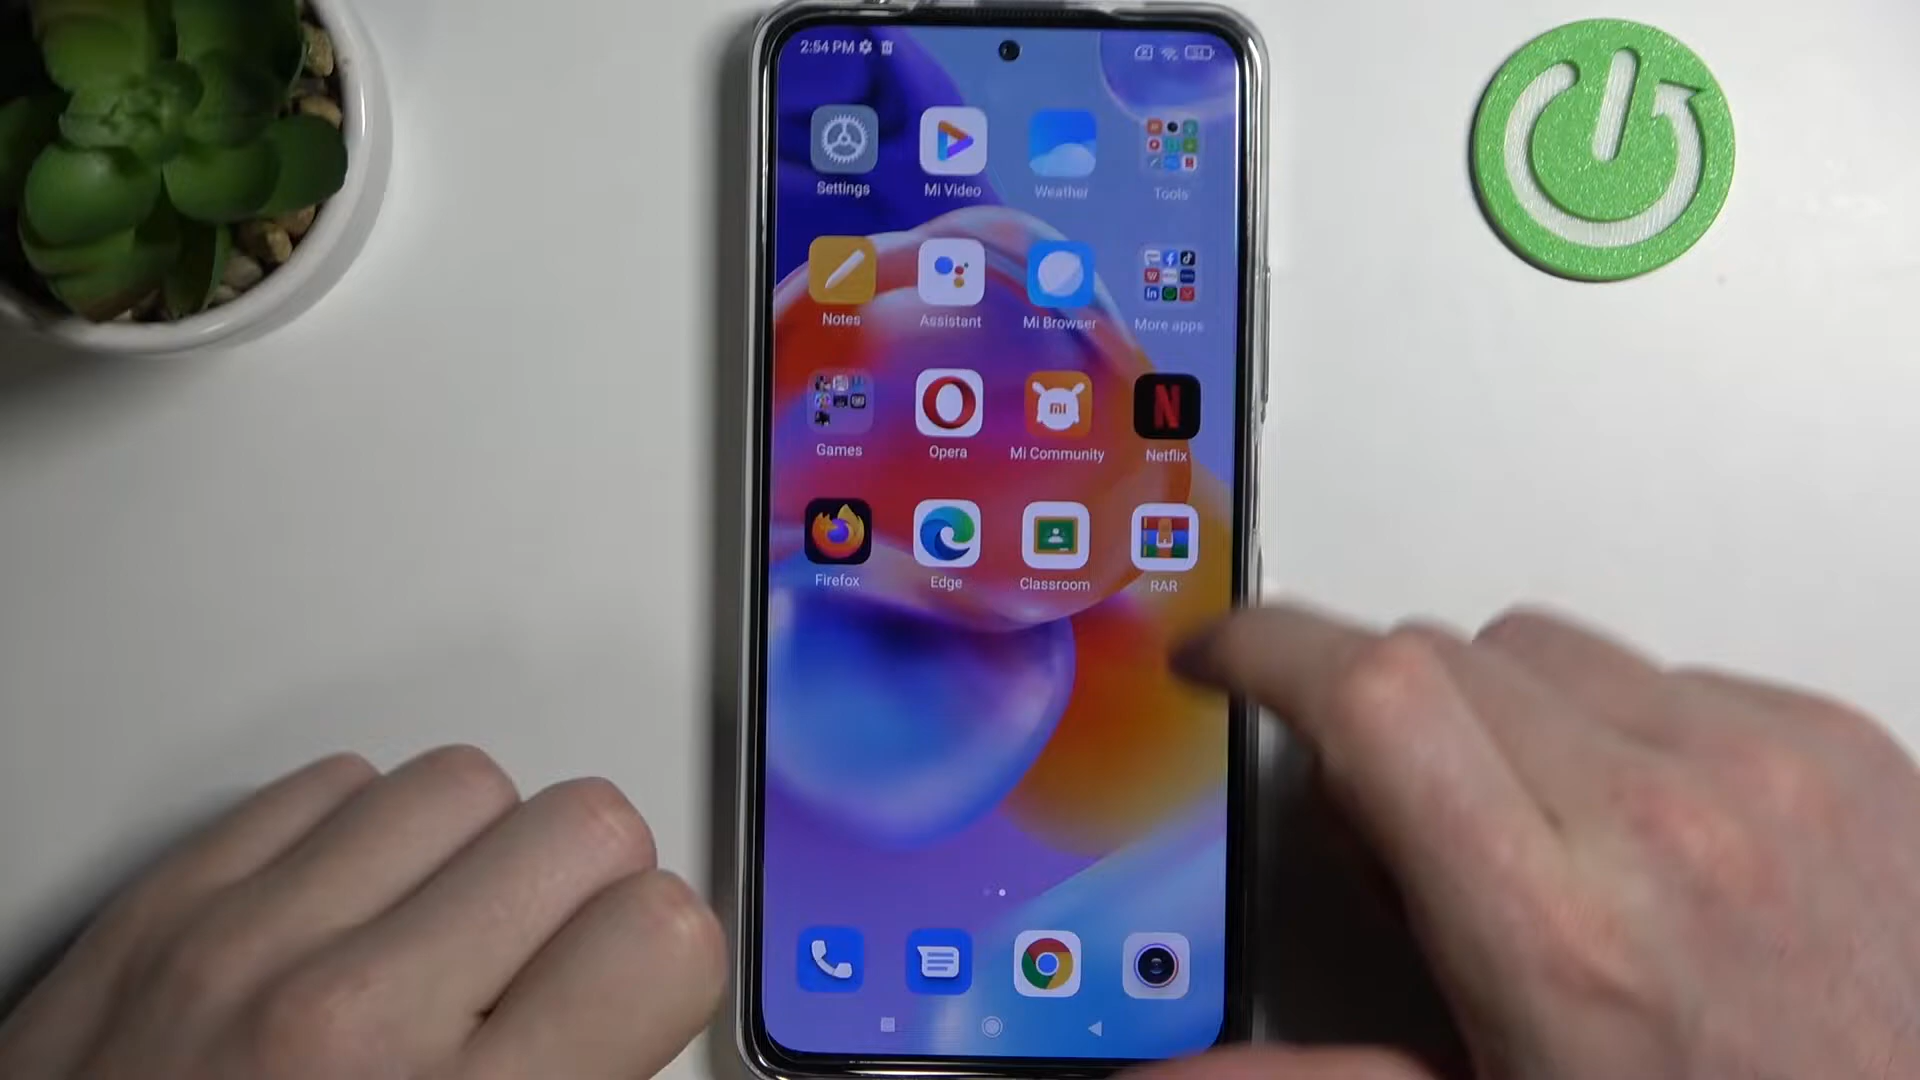 2:54 PM
Settings
Mi Video
Weather
Tools
Notes
Assistant
Mi Browser
More apps
Games
Opera
Mi Community
Netflix
Firefox
Edge
Classroom
RAR